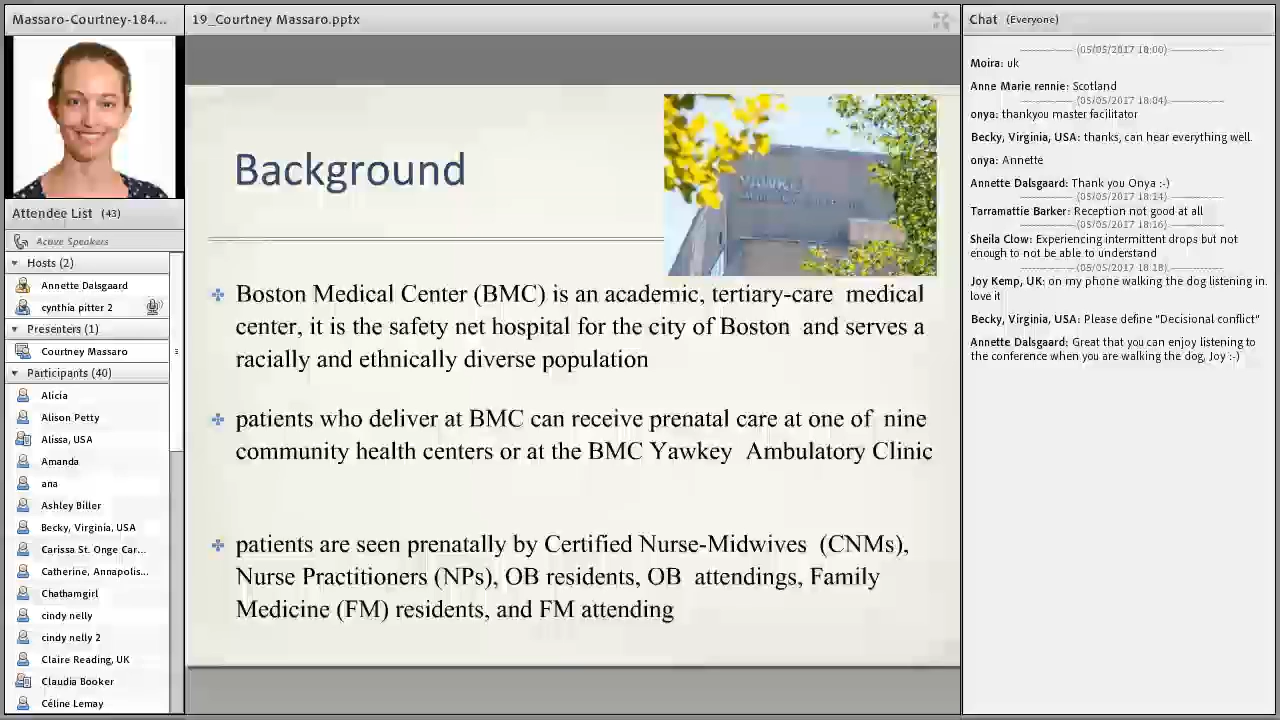 Massaro-Courtney-184...
19_Courtney Massaro.pptx
Chat (Everyone)
Attendee List (43)
Active Speakers
Hosts (2)
Annette Dalsgaard
cynthia pitter 2
Presenters (1)
Courtney Massaro
Participants (40)
Alicia
Alison Petty
Alissa, USA
Amanda
ana
Ashley Biller
Becky, Virginia, USA
Carissa St. Onge Car...
Catherine, Annapolis...
Chathamgirl
cindy nelly
cindy nelly 2
Claire Reading, UK
Claudia Booker
Céline Lemay
Background
Boston Medical Center (BMC) is an academic, tertiary-care medical
center, it is the safety net hospital for the city of Boston and serves a
racially and ethnically diverse population
patients who deliver at BMC can receive prenatal care at one of nine
community health centers or at the BMC Yawkey Ambulatory Clinic
patients are seen prenatally by Certified Nurse-Midwives (CNMs),
Nurse Practitioners (NPs), OB residents, OB attendings, Family
Medicine (FM) residents, and FM attending
(05/05/2017 18:00)
Moira: uk
Anne Marie rennie: Scotland
(05/05/2017 18:04)
onya: thankyou master facilitator
Becky, Virginia, USA: thanks, can hear everything well.
onya: Annette
Annette Dalsgaard: Thank you Onya :-)
(05/05/2017 18:14)
Tarramattie Barker: Reception not good at all
(05/05/2017 18:16)
Sheila Clow: Experiencing intermittent drops but not
enough to not be able to understand
(05/05/2017 18:18)
Joy Kemp, UK: on my phone walking the dog listening in.
love it
Becky, Virginia, USA: Please define "Decisional conflict"
Annette Dalsgaard: Great that you can enjoy listening to
the conference when you are walking the dog, Joy :-)